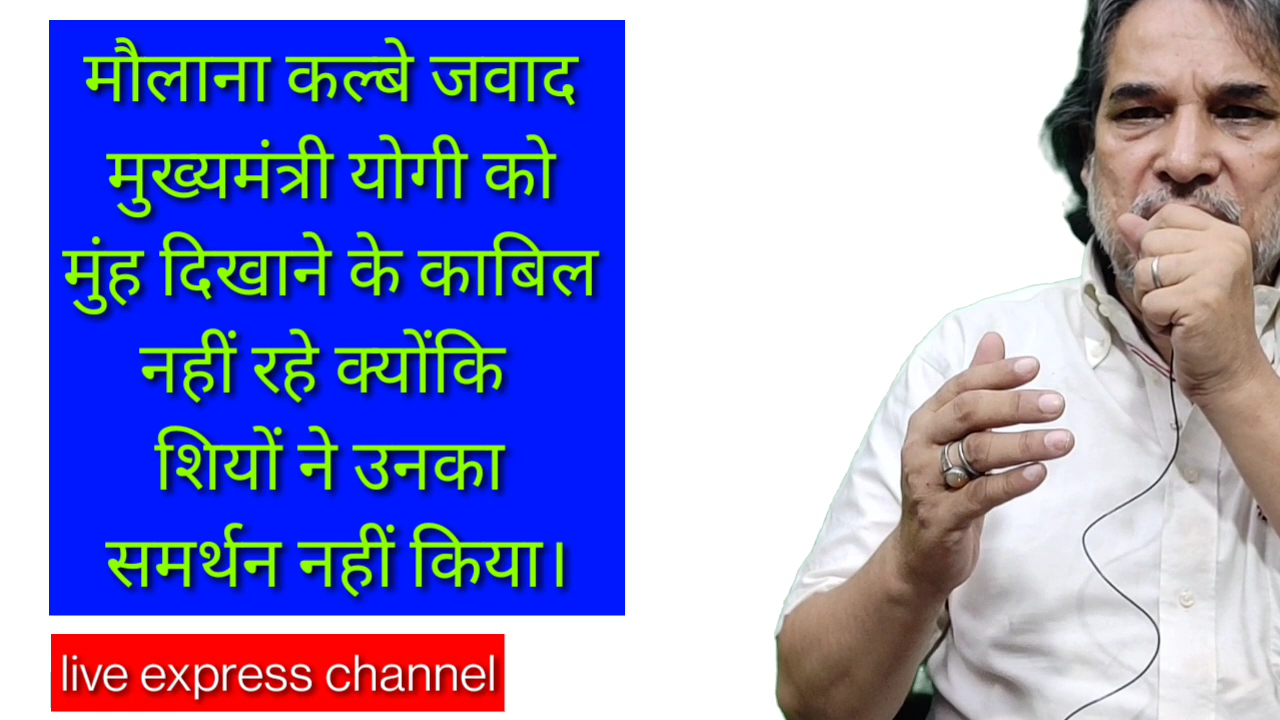 मौलाना कल्बे जवाद
मुख्यमंत्री योगी को
मुंह दिखाने के काबिल
नहीं रहे क्योंकि
शियों ने उनका
समर्थन नहीं किया।
live express channel